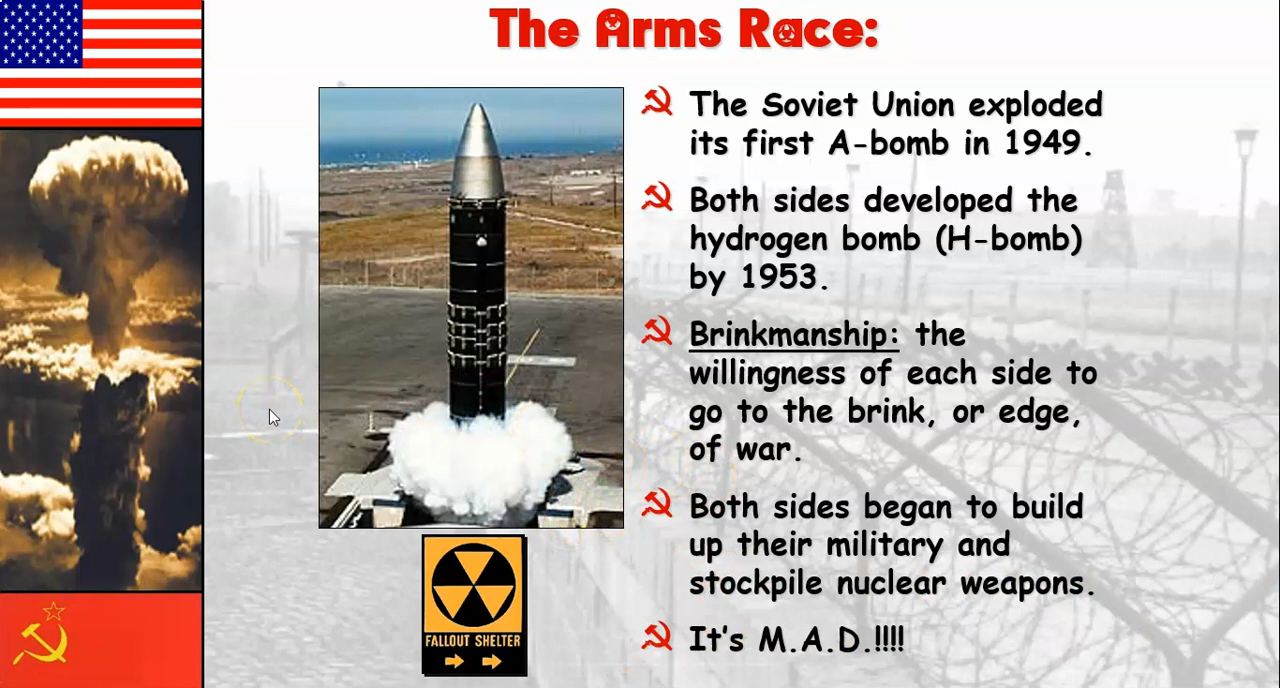 The Arms Race:
The Soviet Union exploded
its first A-bomb in 1949.
Both sides developed the
hydrogen bomb (H-bomb)
by 1953.
Brinkmanship: the
willingness of each side to
go to the brink, or edge,
of war.
Both sides began to build
up their military and
stockpile nuclear weapons.
It's M.A.D.!!!!
FALLOUT SHELTER